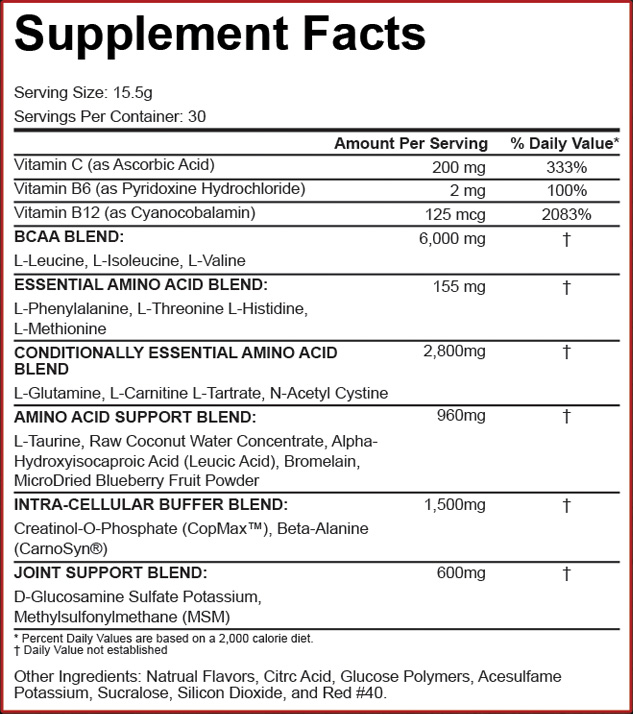 Supplement Facts
Serving Size: 15.5g
Servings Per Container: 30
Amount Per Serving % Daily Value*
Vitamin C (as Ascorbic Acid) 200 mg 333%
Vitamin B6 (as Pyridoxine Hydrochloride) 2 mg 100%
Vitamin B12 (as Cyanocobalamin) 125 mcg 2083%
BCAA BLEND: 6,000 mg †
L-Leucine, L-Isoleucine, L-Valine
ESSENTIAL AMINO ACID BLEND: 155 mg †
L-Phenylalanine, L-Threonine L-Histidine,
L-Methionine
CONDITIONALLY ESSENTIAL AMINO ACID 2,800mg †
BLEND
L-Glutamine, L-Carnitine L-Tartrate, N-Acetyl Cystine
AMINO ACID SUPPORT BLEND: 960mg †
L-Taurine, Raw Coconut Water Concentrate, Alpha-
Hydroxyisocaproic Acid (Leucic Acid), Bromelain,
MicroDried Blueberry Fruit Powder
INTRA-CELLULAR BUFFER BLEND: 1,500mg †
Creatinol-O-Phosphate (CopMax™), Beta-Alanine
(CarnoSyn®)
JOINT SUPPORT BLEND: 600mg †
D-Glucosamine Sulfate Potassium,
Methylsulfonylmethane (MSM)
* Percent Daily Values are based on a 2,000 calorie diet.
† Daily Value not established
Other Ingredients: Natrual Flavors, Citrc Acid, Glucose Polymers, Acesulfame
Potassium, Sucralose, Silicon Dioxide, and Red #40.